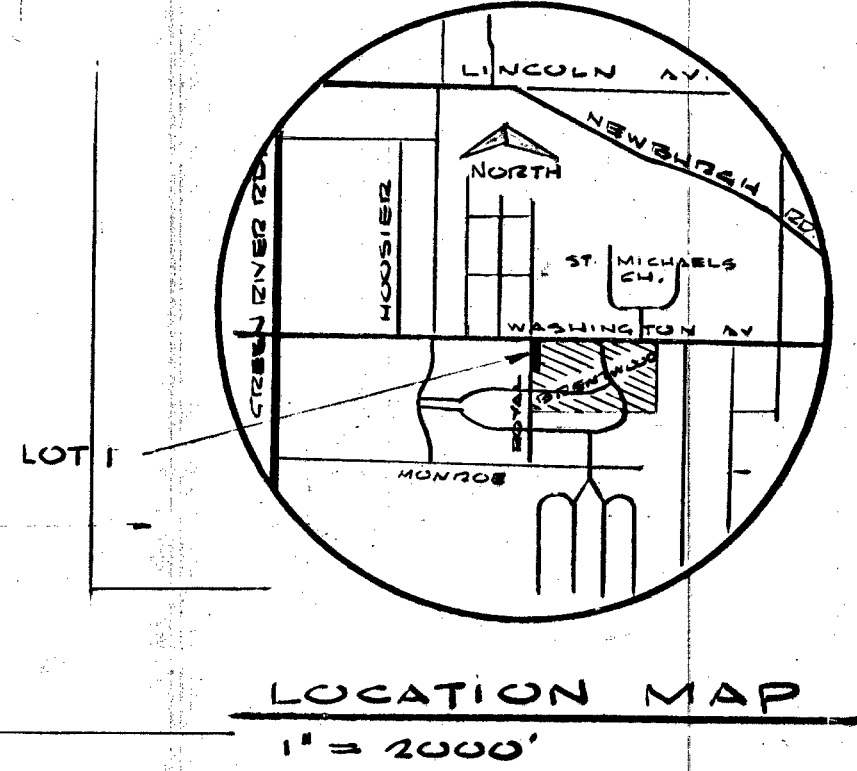 LINCOLN AV.
NEWBURGH RD.
NORTH
GREEN RIVER RD.
HOOSIER
ST. MICHAELS
CH.
WASHINGTON AV
BRENTWOOD
ROYAL
LOT 1
MONROE
LOCATION MAP
1" = 2000'